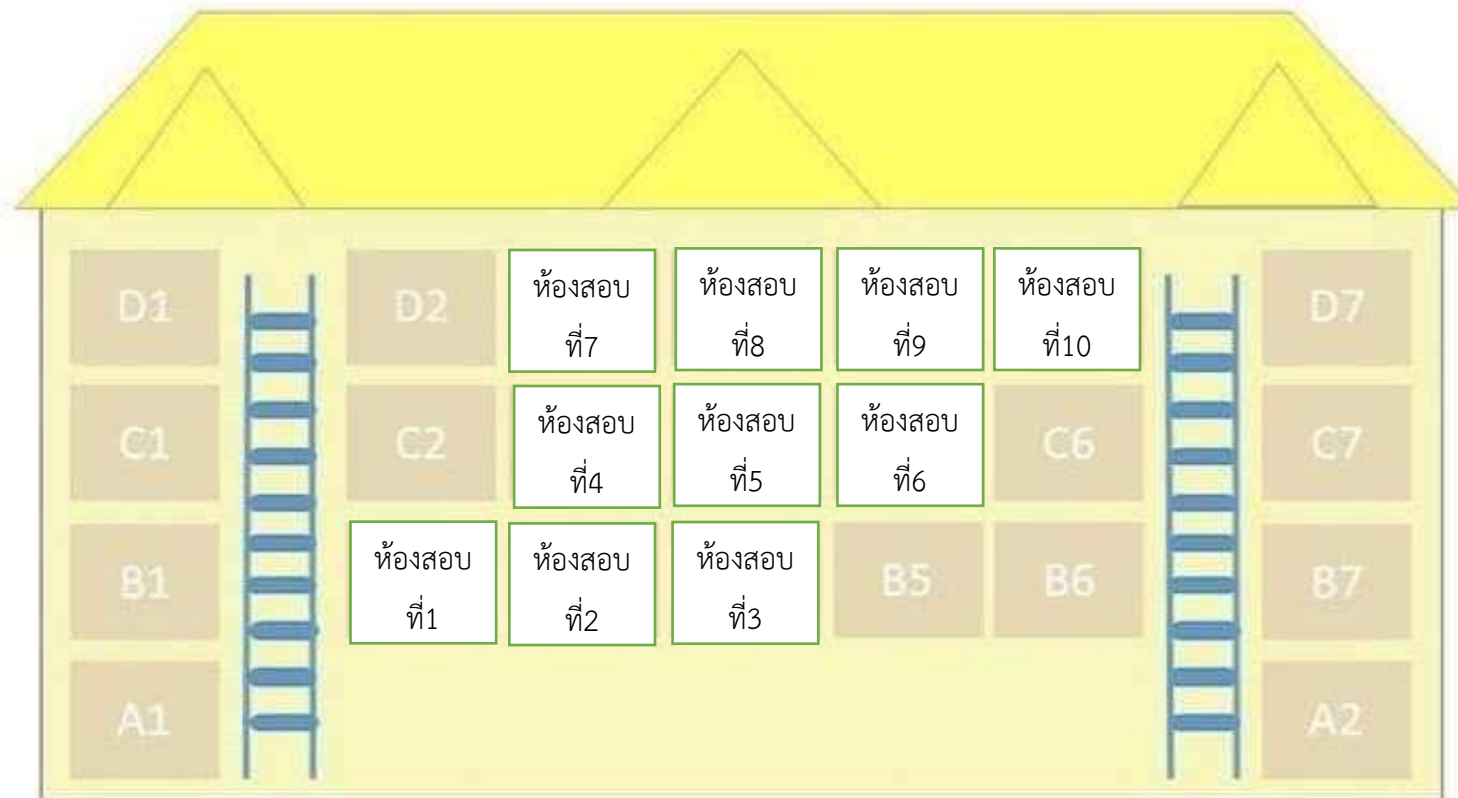 D1
D2
ห้องสอบ
ที่7
ห้องสอบ
ที่8
ห้องสอบ
ที่9
ห้องสอบ
ที่10
D7
C1
C2
ห้องสอบ
ที่4
ห้องสอบ
ที่5
ห้องสอบ
ที่6
C6
C7
B1
ห้องสอบ
ที่1
ห้องสอบ
ที่2
ห้องสอบ
ที่3
B5
B6
B7
A1
A2